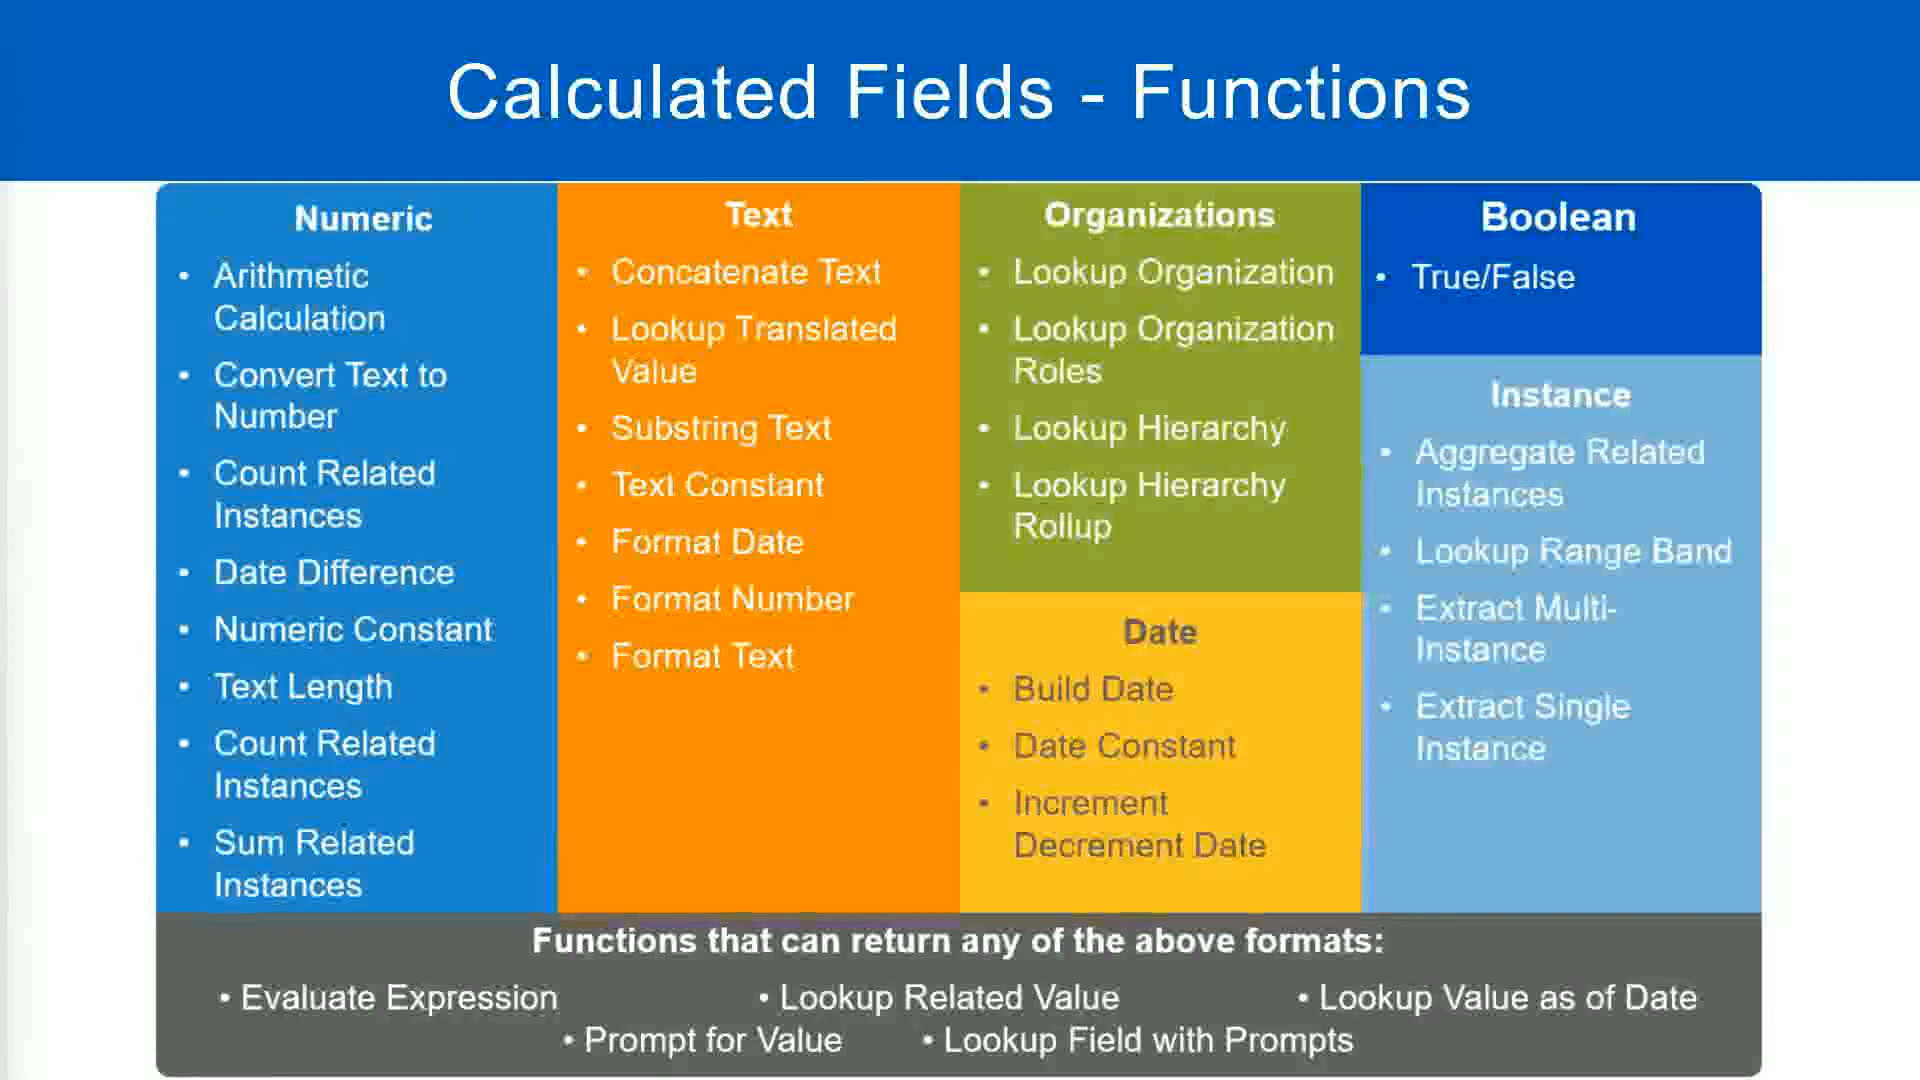 Calculated Fields - Functions
Numeric
• Arithmetic
Calculation
• Convert Text to
Number
• Count Related
Instances
• Date Difference
• Numeric Constant
• Text Length
• Count Related
Instances
• Sum Related
Instances
Text
• Concatenate Text
• Lookup Translated
Value
• Substring Text
• Text Constant
• Format Date
• Format Number
• Format Text
Organizations
• Lookup Organization
• Lookup Organization
Roles
• Lookup Hierarchy
• Lookup Hierarchy
Rollup
Date
• Build Date
• Date Constant
• Increment
Decrement Date
Boolean
• True/False
Instance
• Aggregate Related
Instances
• Lookup Range Band
• Extract Multi-
Instance
• Extract Single
Instance
Functions that can return any of the above formats:
• Evaluate Expression • Lookup Related Value • Lookup Value as of Date
• Prompt for Value • Lookup Field with Prompts